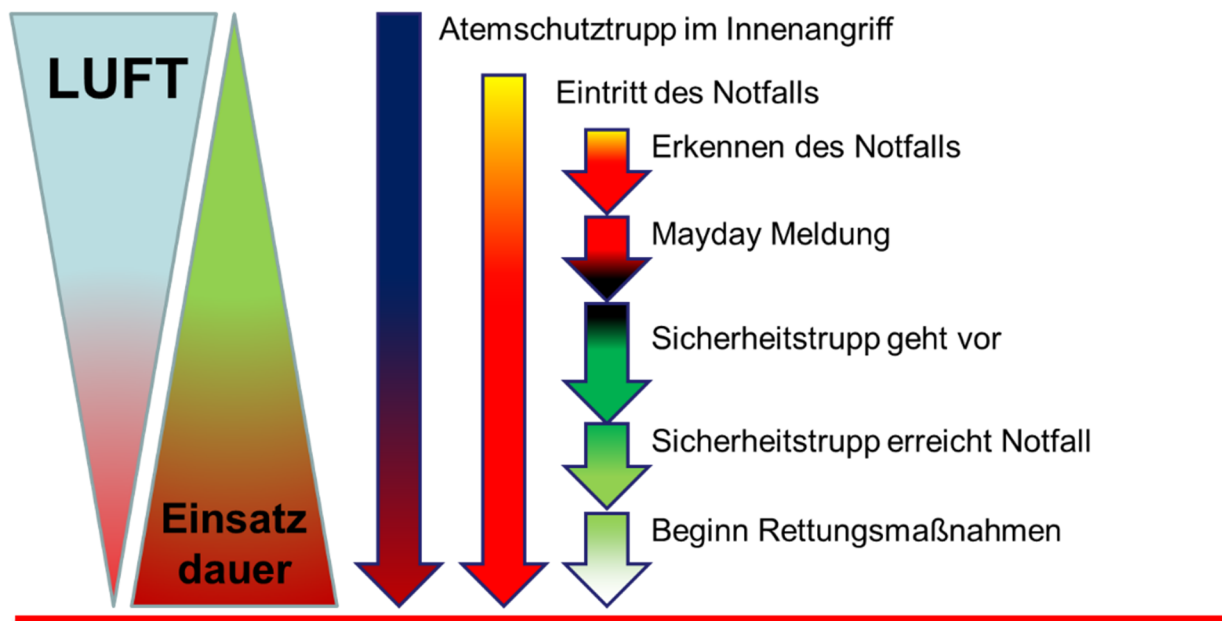 LUFT
Einsatz
dauer
Atemschutztrupp im Innenangriff
Eintritt des Notfalls
Erkennen des Notfalls
Mayday Meldung
Sicherheitstrupp geht vor
Sicherheitstrupp erreicht Notfall
Beginn Rettungsmaßnahmen